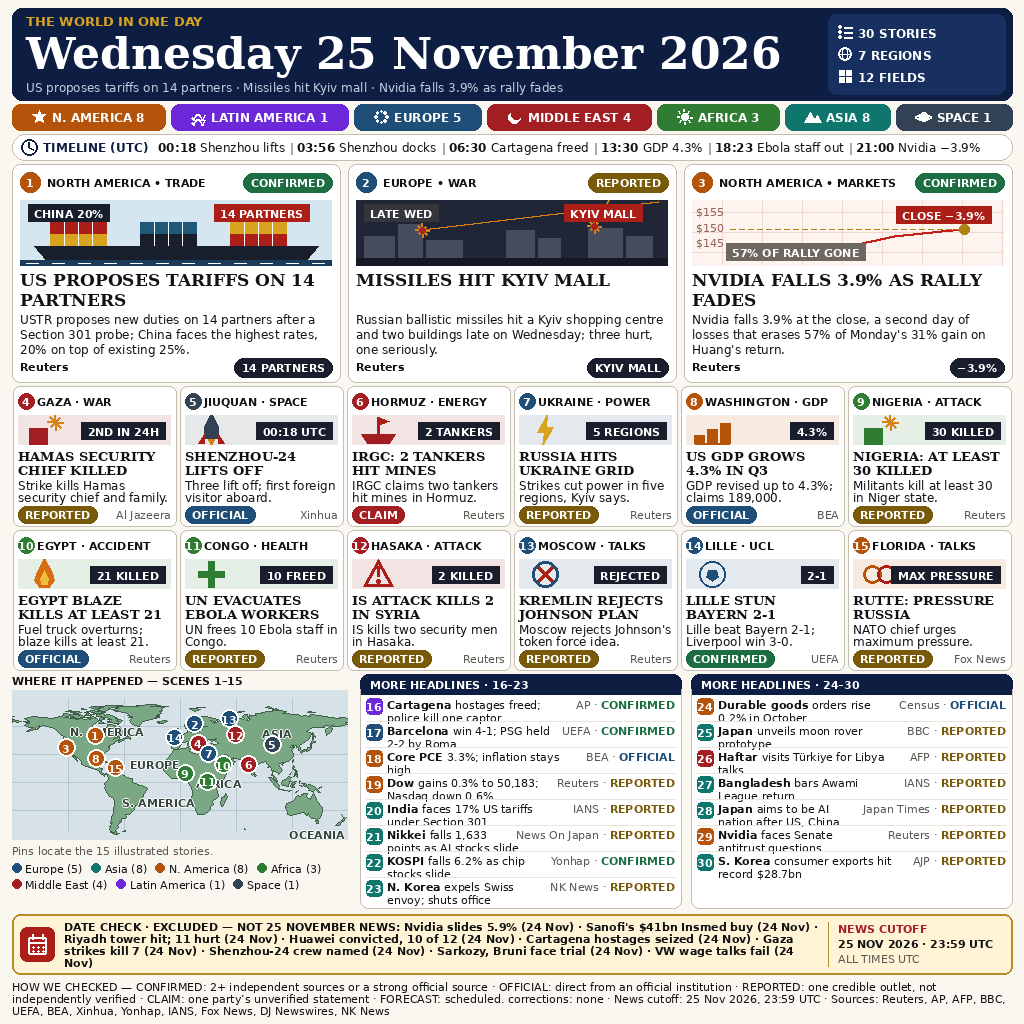 THE WORLD IN ONE DAY
Wednesday 25 November 2026
US proposes tariffs on 14 partners · Missiles hit Kyiv mall · Nvidia falls 3.9% as rally fades
30 STORIES
7 REGIONS
12 FIELDS
N. AMERICA 8
LATIN AMERICA 1
EUROPE 5
MIDDLE EAST 4
AFRICA 3
ASIA 8
SPACE 1
TIMELINE (UTC) 00:18 Shenzhou lifts | 03:56 Shenzhou docks | 06:30 Cartagena freed | 13:30 GDP 4.3% | 18:23 Ebola staff out | 21:00 Nvidia −3.9%
1 NORTH AMERICA • TRADE CONFIRMED
CHINA 20% 14 PARTNERS
US PROPOSES TARIFFS ON 14
PARTNERS
USTR proposes new duties on 14 partners after a
Section 301 probe; China faces the highest rates,
20% on top of existing 25%.
Reuters 14 PARTNERS
2 EUROPE • WAR REPORTED
LATE WED KYIV MALL
MISSILES HIT KYIV MALL
Russian ballistic missiles hit a Kyiv shopping centre
and two buildings late on Wednesday; three hurt,
one seriously.
Reuters KYIV MALL
3 NORTH AMERICA • MARKETS CONFIRMED
$155
$150
$145
CLOSE −3.9%
57% OF RALLY GONE
NVIDIA FALLS 3.9% AS RALLY
FADES
Nvidia falls 3.9% at the close, a second day of
losses that erases 57% of Monday's 31% gain on
Huang's return.
Reuters −3.9%
4 GAZA · WAR
2ND IN 24H
HAMAS SECURITY
CHIEF KILLED
Strike kills Hamas
security chief and family.
REPORTED Al Jazeera
5 JIUQUAN · SPACE
00:18 UTC
SHENZHOU-24
LIFTS OFF
Three lift off; first foreign
visitor aboard.
OFFICIAL Xinhua
6 HORMUZ · ENERGY
2 TANKERS
IRGC: 2 TANKERS
HIT MINES
IRGC claims two tankers
hit mines in Hormuz.
CLAIM Reuters
7 UKRAINE · POWER
5 REGIONS
RUSSIA HITS
UKRAINE GRID
Strikes cut power in five
regions, Kyiv says.
REPORTED Reuters
8 WASHINGTON · GDP
4.3%
US GDP GROWS
4.3% IN Q3
GDP revised up to 4.3%;
claims 189,000.
OFFICIAL BEA
9 NIGERIA · ATTACK
30 KILLED
NIGERIA: AT LEAST
30 KILLED
Militants kill at least 30
in Niger state.
REPORTED Reuters
10 EGYPT · ACCIDENT
21 KILLED
EGYPT BLAZE
KILLS AT LEAST 21
Fuel truck overturns;
blaze kills at least 21.
OFFICIAL Reuters
11 CONGO · HEALTH
10 FREED
UN EVACUATES
EBOLA WORKERS
UN frees 10 Ebola staff in
Congo.
REPORTED Reuters
12 HASAKA · ATTACK
2 KILLED
IS ATTACK KILLS 2
IN SYRIA
IS kills two security men
in Hasaka.
REPORTED Reuters
13 MOSCOW · TALKS
REJECTED
KREMLIN REJECTS
JOHNSON PLAN
Moscow rejects Johnson's
token force idea.
REPORTED Reuters
14 LILLE · UCL
2-1
LILLE STUN
BAYERN 2-1
Lille beat Bayern 2-1;
Liverpool win 3-0.
CONFIRMED UEFA
15 FLORIDA · TALKS
MAX PRESSURE
RUTTE: PRESSURE
RUSSIA
NATO chief urges
maximum pressure.
REPORTED Fox News
WHERE IT HAPPENED — SCENES 1-15
2 13
N. AMERICA 1 14 12 ASIA
3 4 5
8 7
15 EUROPE 10 6
9 11
S. AMERICA
OCEANIA
Pins locate the 15 illustrated stories.
Europe (5) Asia (8) N. America (8) Africa (3)
Middle East (4) Latin America (1) Space (1)
MORE HEADLINES · 16–23
16 Cartagena hostages freed; AP · CONFIRMED
police kill one captor
17 Barcelona win 4-1; PSG held UEFA · CONFIRMED
2-2 by Roma
18 Core PCE 3.3%; inflation stays BEA · OFFICIAL
high
19 Dow gains 0.3% to 50,183; Reuters · REPORTED
Nasdaq down 0.6%
20 India faces 17% US tariffs IANS · REPORTED
under Section 301
21 Nikkei falls 1,633 News On Japan · REPORTED
points as AI stocks slide
22 KOSPI falls 6.2% as chip Yonhap · CONFIRMED
stocks slide
23 N. Korea expels Swiss NK News · REPORTED
envoy; shuts office
MORE HEADLINES · 24–30
24 Durable goods orders rise Census · OFFICIAL
0.2% in October
25 Japan unveils moon rover BBC · REPORTED
prototype
26 Haftar visits Türkiye for Libya AFP · REPORTED
talks
27 Bangladesh bars Awami IANS · REPORTED
League return
28 Japan aims to be AI Japan Times · REPORTED
nation after US, China
29 Nvidia faces Senate Reuters · REPORTED
antitrust questions
30 S. Korea consumer exports hit AJP · REPORTED
record $28.7bn
DATE CHECK · EXCLUDED — NOT 25 NOVEMBER NEWS: Nvidia slides 5.9% (24 Nov) · Sanofi's $41bn Insmed buy (24 Nov) ·
Riyadh tower hit; 11 hurt (24 Nov) · Huawei convicted, 10 of 12 (24 Nov) · Cartagena hostages seized (24 Nov) · Gaza
strikes kill 7 (24 Nov) · Shenzhou-24 crew named (24 Nov) · Sarkozy, Bruni face trial (24 Nov) · VW wage talks fail (24
Nov)
NEWS CUTOFF
25 NOV 2026 · 23:59 UTC
ALL TIMES UTC
HOW WE CHECKED — CONFIRMED: 2+ independent sources or a strong official source · OFFICIAL: direct from an official institution · REPORTED: one credible outlet, not
independently verified · CLAIM: one party's unverified statement · FORECAST: scheduled. corrections: none · News cutoff: 25 Nov 2026, 23:59 UTC · Sources: Reuters, AP, AFP, BBC,
UEFA, BEA, Xinhua, Yonhap, IANS, Fox News, DJ Newswires, NK News